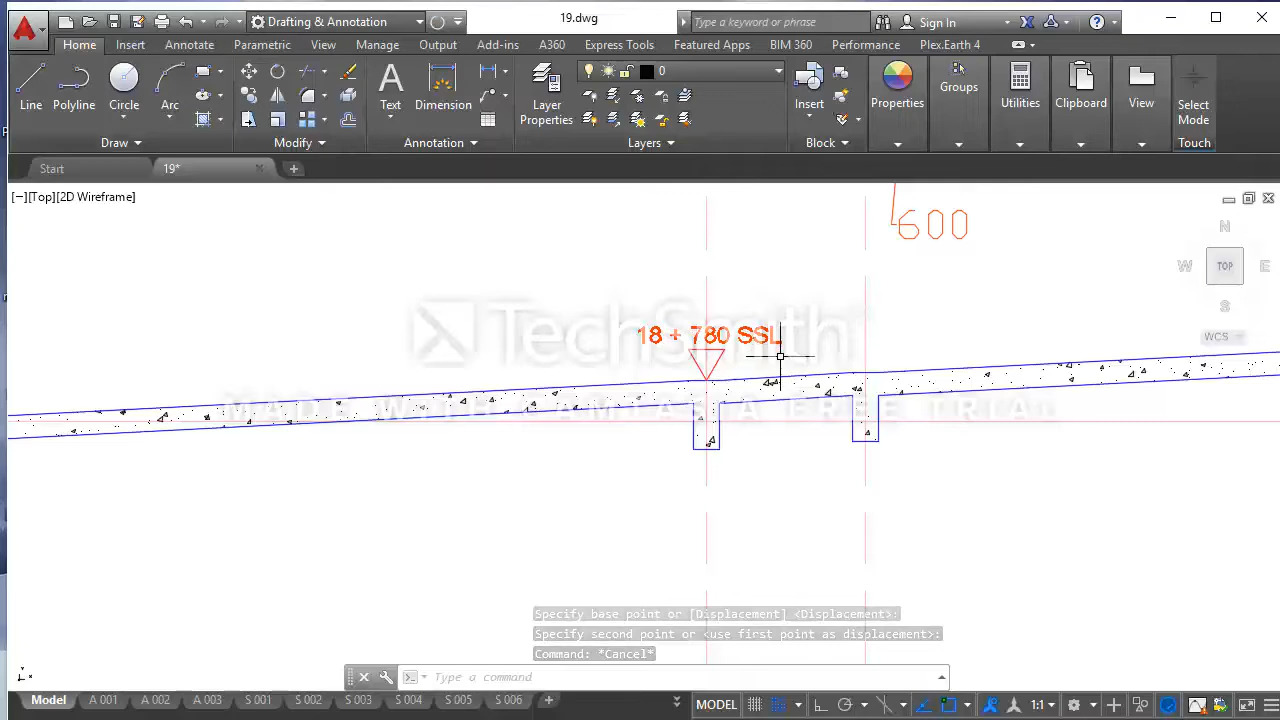 19.dwg
Drafting & Annotation
Type a keyword or phrase
Sign In
Home Insert Annotate Parametric View Manage Output Add-ins A360 Express Tools Featured Apps BIM 360 Performance Plex.Earth 4
Line Polyline Circle Arc
Text Dimension
Layer Properties
0
Insert
Properties Groups Utilities Clipboard View
Select Mode
Draw Modify Annotation Layers Block Touch
Start 19*
[−][Top][2D Wireframe]
600
N
W TOP E
S
WCS
18 + 780 SSL
TechSmith
MADE WITH CAMTASIA FREE TRIAL
Specify base point or [Displacement] <Displacement>:
Specify second point or <use first point as displacement>:
Command: *Cancel*
Type a command
Model A 001 A 002 A 003 S 001 S 002 S 003 S 004 S 005 S 006
MODEL 1:1